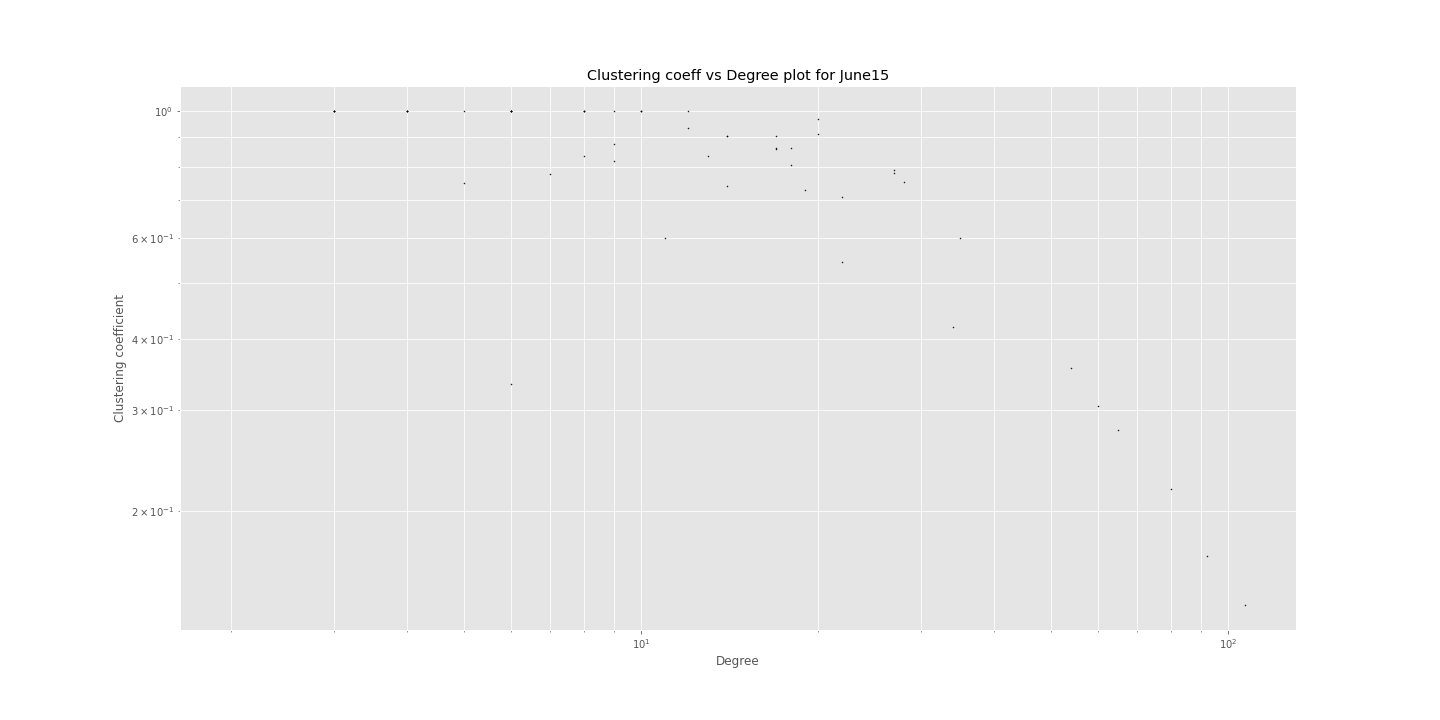 Clustering coeff vs Degree plot for June15
10⁰
6 × 10⁻¹
4 × 10⁻¹
3 × 10⁻¹
2 × 10⁻¹
Clustering coefficient
10¹
10²
Degree